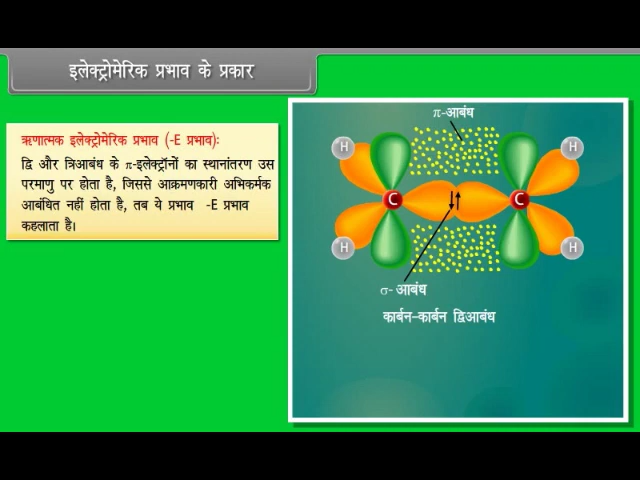 इलेक्ट्रोमेरिक प्रभाव के प्रकार
ऋणात्मक इलेक्ट्रोमेरिक प्रभाव (-E प्रभाव):
द्वि और त्रिआबंध के π-इलेक्ट्रॉनों का स्थानांतरण उस
परमाणु पर होता है, जिससे आक्रमणकारी अभिकर्मक
आबंधित नहीं होता है, तब ये प्रभाव -E प्रभाव
कहलाता है।
π-आबंध
H
H
C
C
H
H
σ- आबंध
कार्बन-कार्बन द्विआबंध